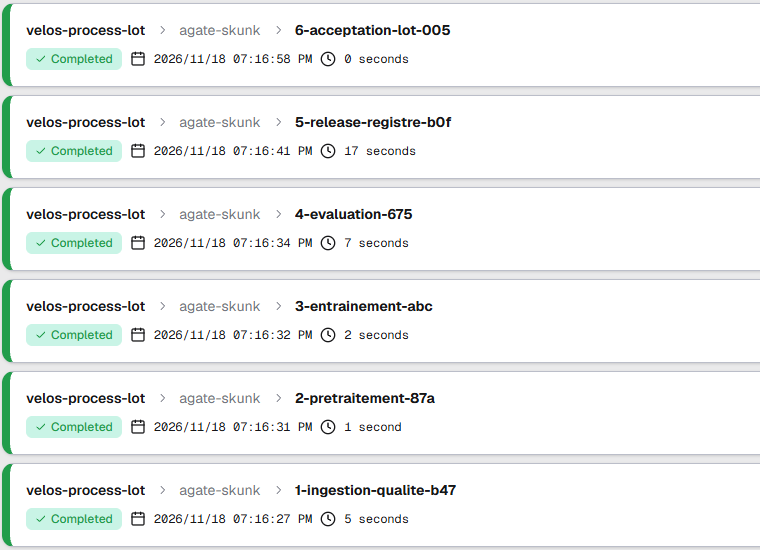 velos-process-lot > agate-skunk > 6-acceptation-lot-005
Completed 2026/11/18 07:16:58 PM 0 seconds
velos-process-lot > agate-skunk > 5-release-registre-b0f
Completed 2026/11/18 07:16:41 PM 17 seconds
velos-process-lot > agate-skunk > 4-evaluation-675
Completed 2026/11/18 07:16:34 PM 7 seconds
velos-process-lot > agate-skunk > 3-entrainement-abc
Completed 2026/11/18 07:16:32 PM 2 seconds
velos-process-lot > agate-skunk > 2-pretraitement-87a
Completed 2026/11/18 07:16:31 PM 1 second
velos-process-lot > agate-skunk > 1-ingestion-qualite-b47
Completed 2026/11/18 07:16:27 PM 5 seconds